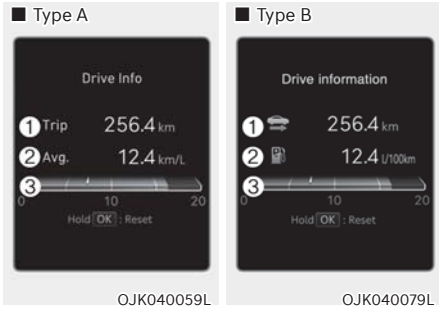 ■ Type A
Drive Info
① Trip 256.4 km
② Avg. 12.4 km/L
③
0 10 20
Hold OK : Reset
OJK040059L
■ Type B
Drive information
① 256.4 km
② 12.4 L/100km
③
0 10 20
Hold OK : Reset
OJK040079L